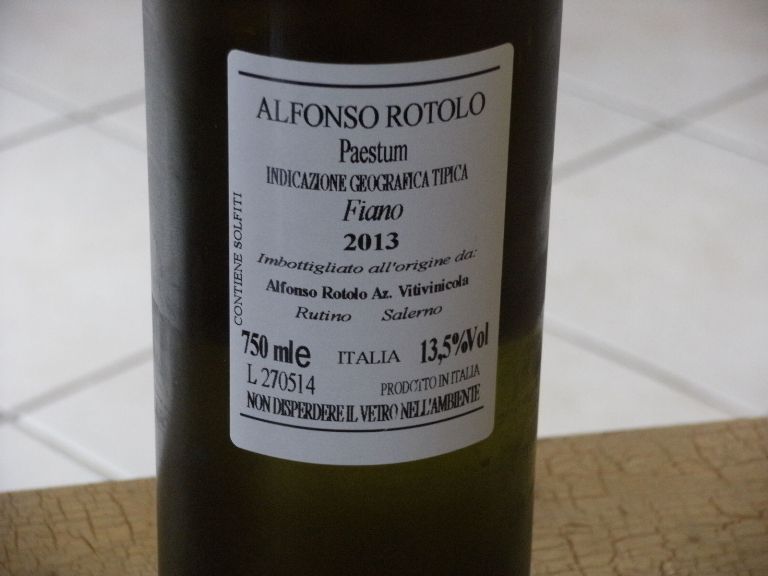 ALFONSO ROTOLO
Paestum
INDICAZIONE GEOGRAFICA TIPICA
Fiano
2013
Imbottigliato all'origine da:
Alfonso Rotolo Az. Vitivinicola
Rutino Salerno
CONTIENE SOLFITI
750 ml e ITALIA 13,5%Vol
L 270514 PRODOTTO IN ITALIA
NON DISPERDERE IL VETRO NELL'AMBIENTE